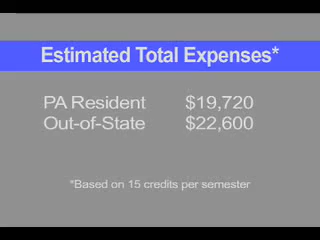 Estimated Total Expenses*
PA Resident $19,720
Out-of-State $22,600
*Based on 15 credits per semester